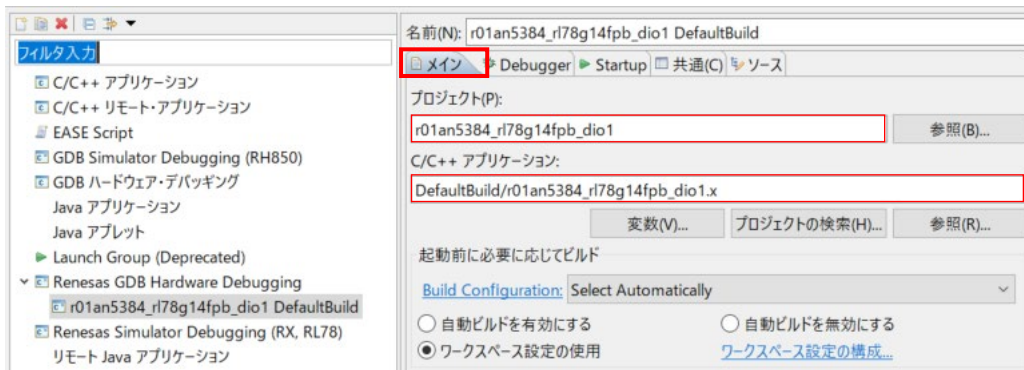 フィルタ入力
C/C++ アプリケーション
C/C++ リモート・アプリケーション
EASE Script
GDB Simulator Debugging (RH850)
GDB ハードウェア・デバッギング
Java アプリケーション
Java アプレット
Launch Group (Deprecated)
Renesas GDB Hardware Debugging
r01an5384_rl78g14fpb_dio1 DefaultBuild
Renesas Simulator Debugging (RX, RL78)
リモート Java アプリケーション
名前(N): r01an5384_rl78g14fpb_dio1 DefaultBuild
メイン Debugger Startup 共通(C) ソース
プロジェクト(P):
r01an5384_rl78g14fpb_dio1 参照(B)...
C/C++ アプリケーション:
DefaultBuild/r01an5384_rl78g14fpb_dio1.x
変数(V)... プロジェクトの検索(H)... 参照(R)...
起動前に必要に応じてビルド
Build Configuration: Select Automatically
自動ビルドを有効にする 自動ビルドを無効にする
ワークスペース設定の使用 ワークスペース設定の構成...